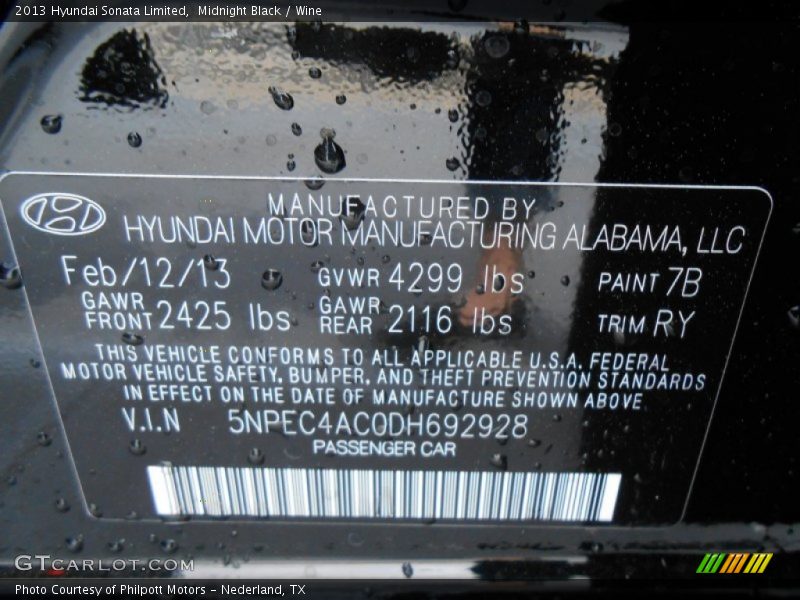 2013 Hyundai Sonata Limited, Midnight Black / Wine
MANUFACTURED BY
HYUNDAI MOTOR MANUFACTURING ALABAMA, LLC
Feb/12/13 GVWR 4299 lbs PAINT 7B
GAWR FRONT 2425 lbs GAWR REAR 2116 lbs TRIM RY
THIS VEHICLE CONFORMS TO ALL APPLICABLE U.S.A. FEDERAL
MOTOR VEHICLE SAFETY, BUMPER, AND THEFT PREVENTION STANDARDS
IN EFFECT ON THE DATE OF MANUFACTURE SHOWN ABOVE
V.I.N 5NPEC4AC0DH692928
PASSENGER CAR
GTCARLOT.COM
Photo Courtesy of Philpott Motors - Nederland, TX